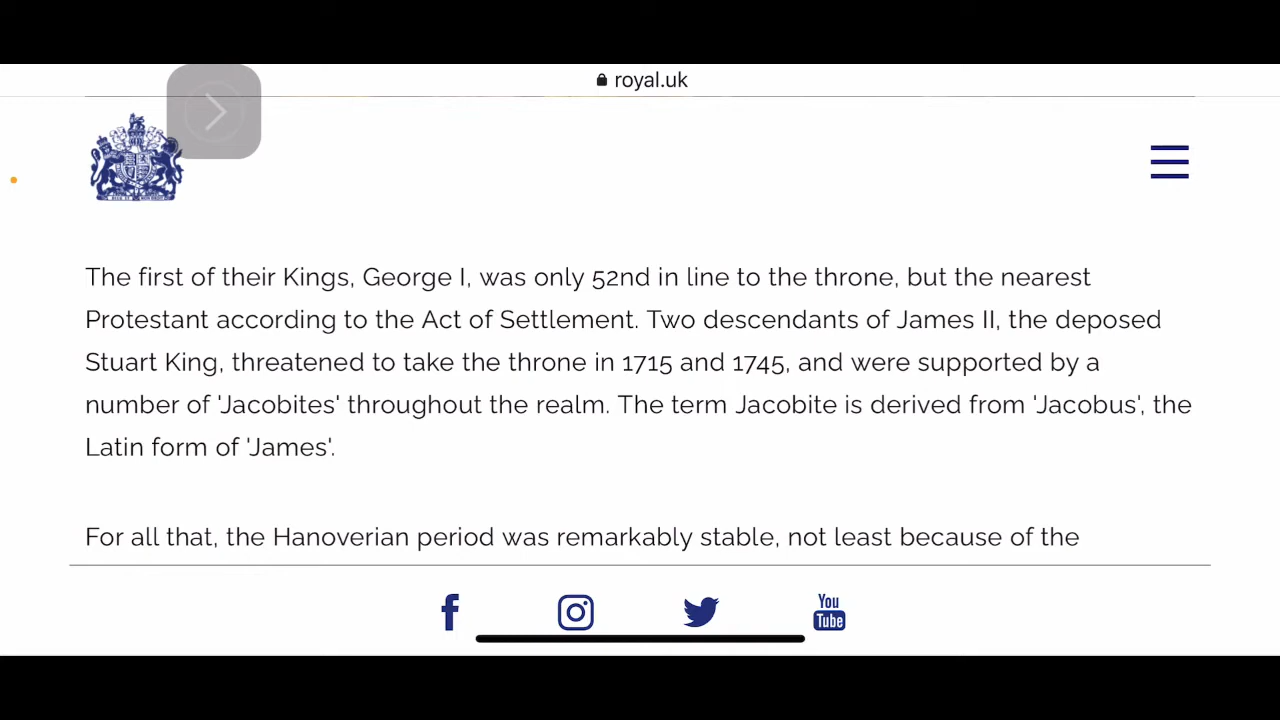 royal.uk
The first of their Kings, George I, was only 52nd in line to the throne, but the nearest
Protestant according to the Act of Settlement. Two descendants of James II, the deposed
Stuart King, threatened to take the throne in 1715 and 1745, and were supported by a
number of 'Jacobites' throughout the realm. The term Jacobite is derived from 'Jacobus', the
Latin form of 'James'.
For all that, the Hanoverian period was remarkably stable, not least because of the
You
Tube